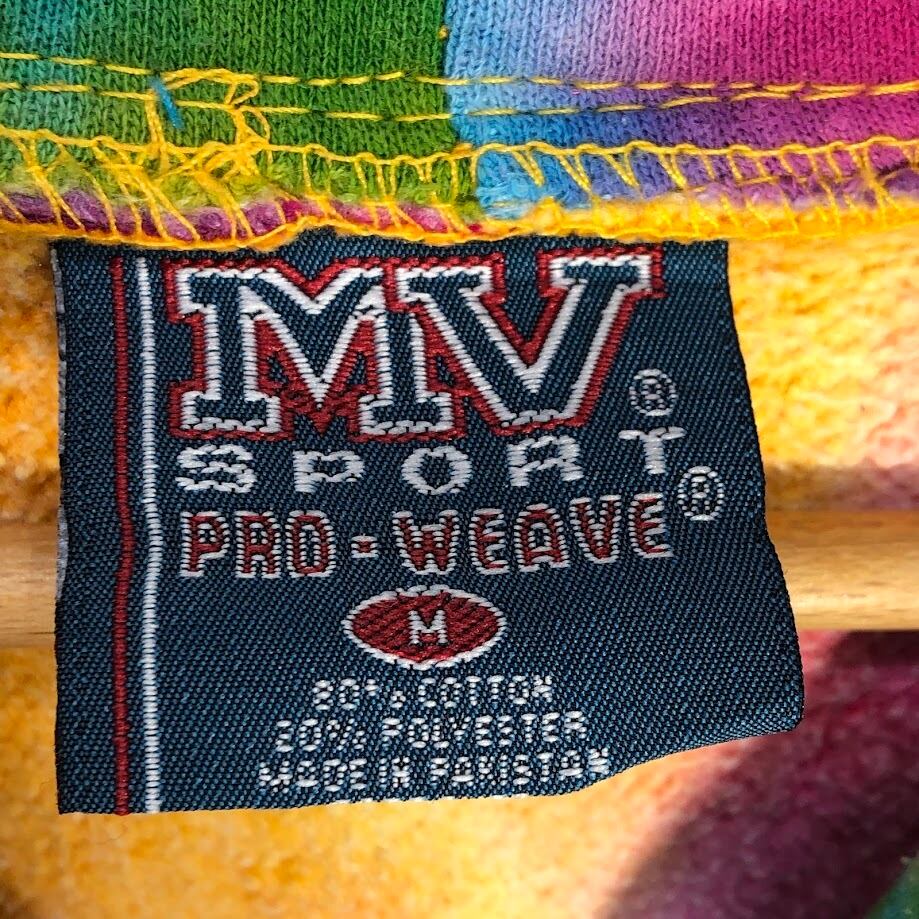 MV®
SPORT
PRO-WEAVE®
M
80% COTTON
20% POLYESTER
MADE IN PAKISTAN